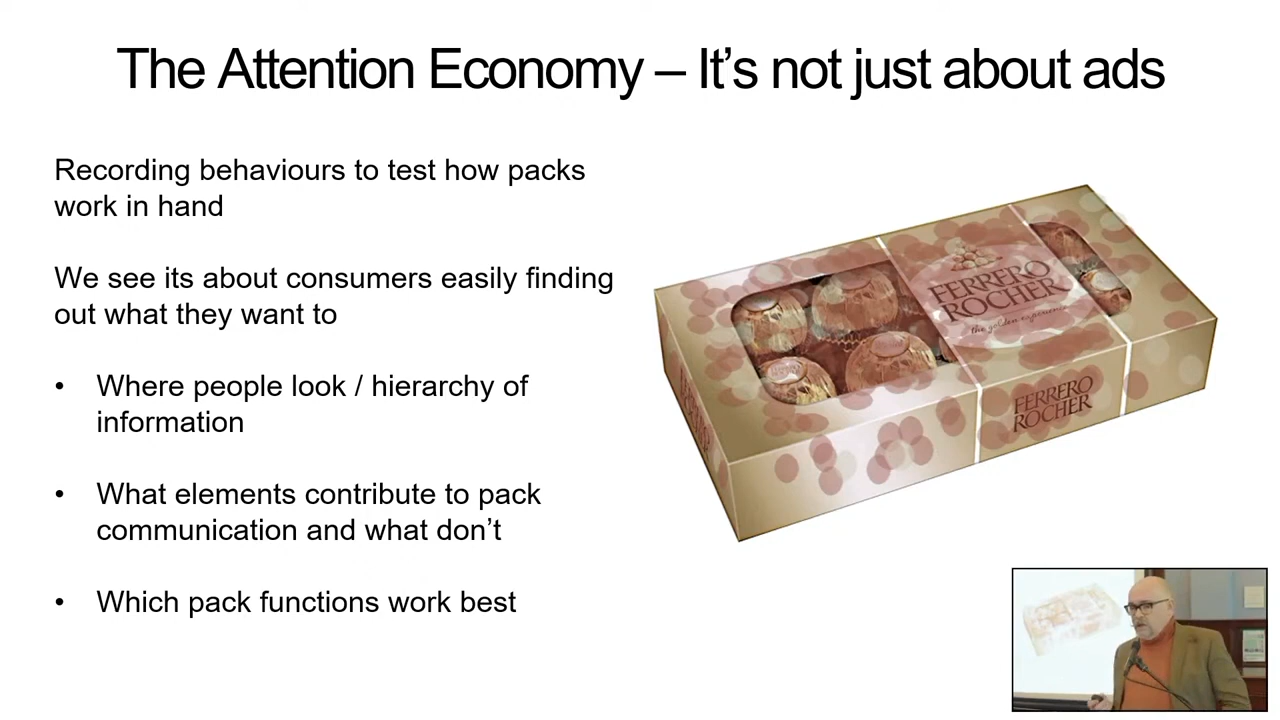 The Attention Economy – It’s not just about ads
Recording behaviours to test how packs
work in hand
We see its about consumers easily finding
out what they want to
• Where people look / hierarchy of
information
• What elements contribute to pack
communication and what don’t
• Which pack functions work best
FERRERO
ROCHER
the golden experience
FERRERO
ROCHER